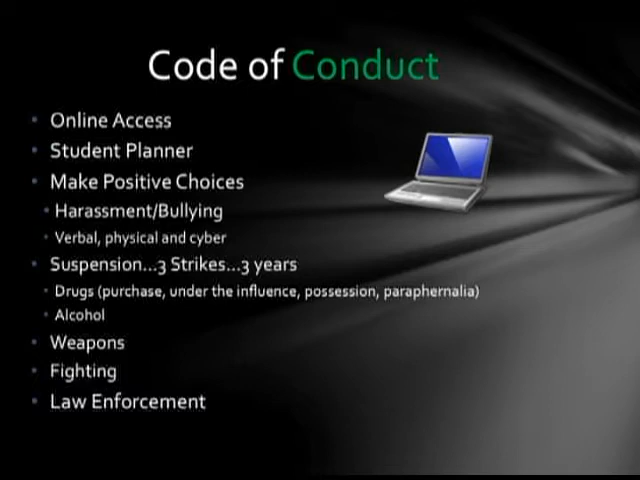 Code of Conduct
• Online Access
• Student Planner
• Make Positive Choices
• Harassment/Bullying
• Verbal, physical and cyber
• Suspension...3 Strikes...3 years
• Drugs (purchase, under the influence, possession, paraphernalia)
• Alcohol
• Weapons
• Fighting
• Law Enforcement